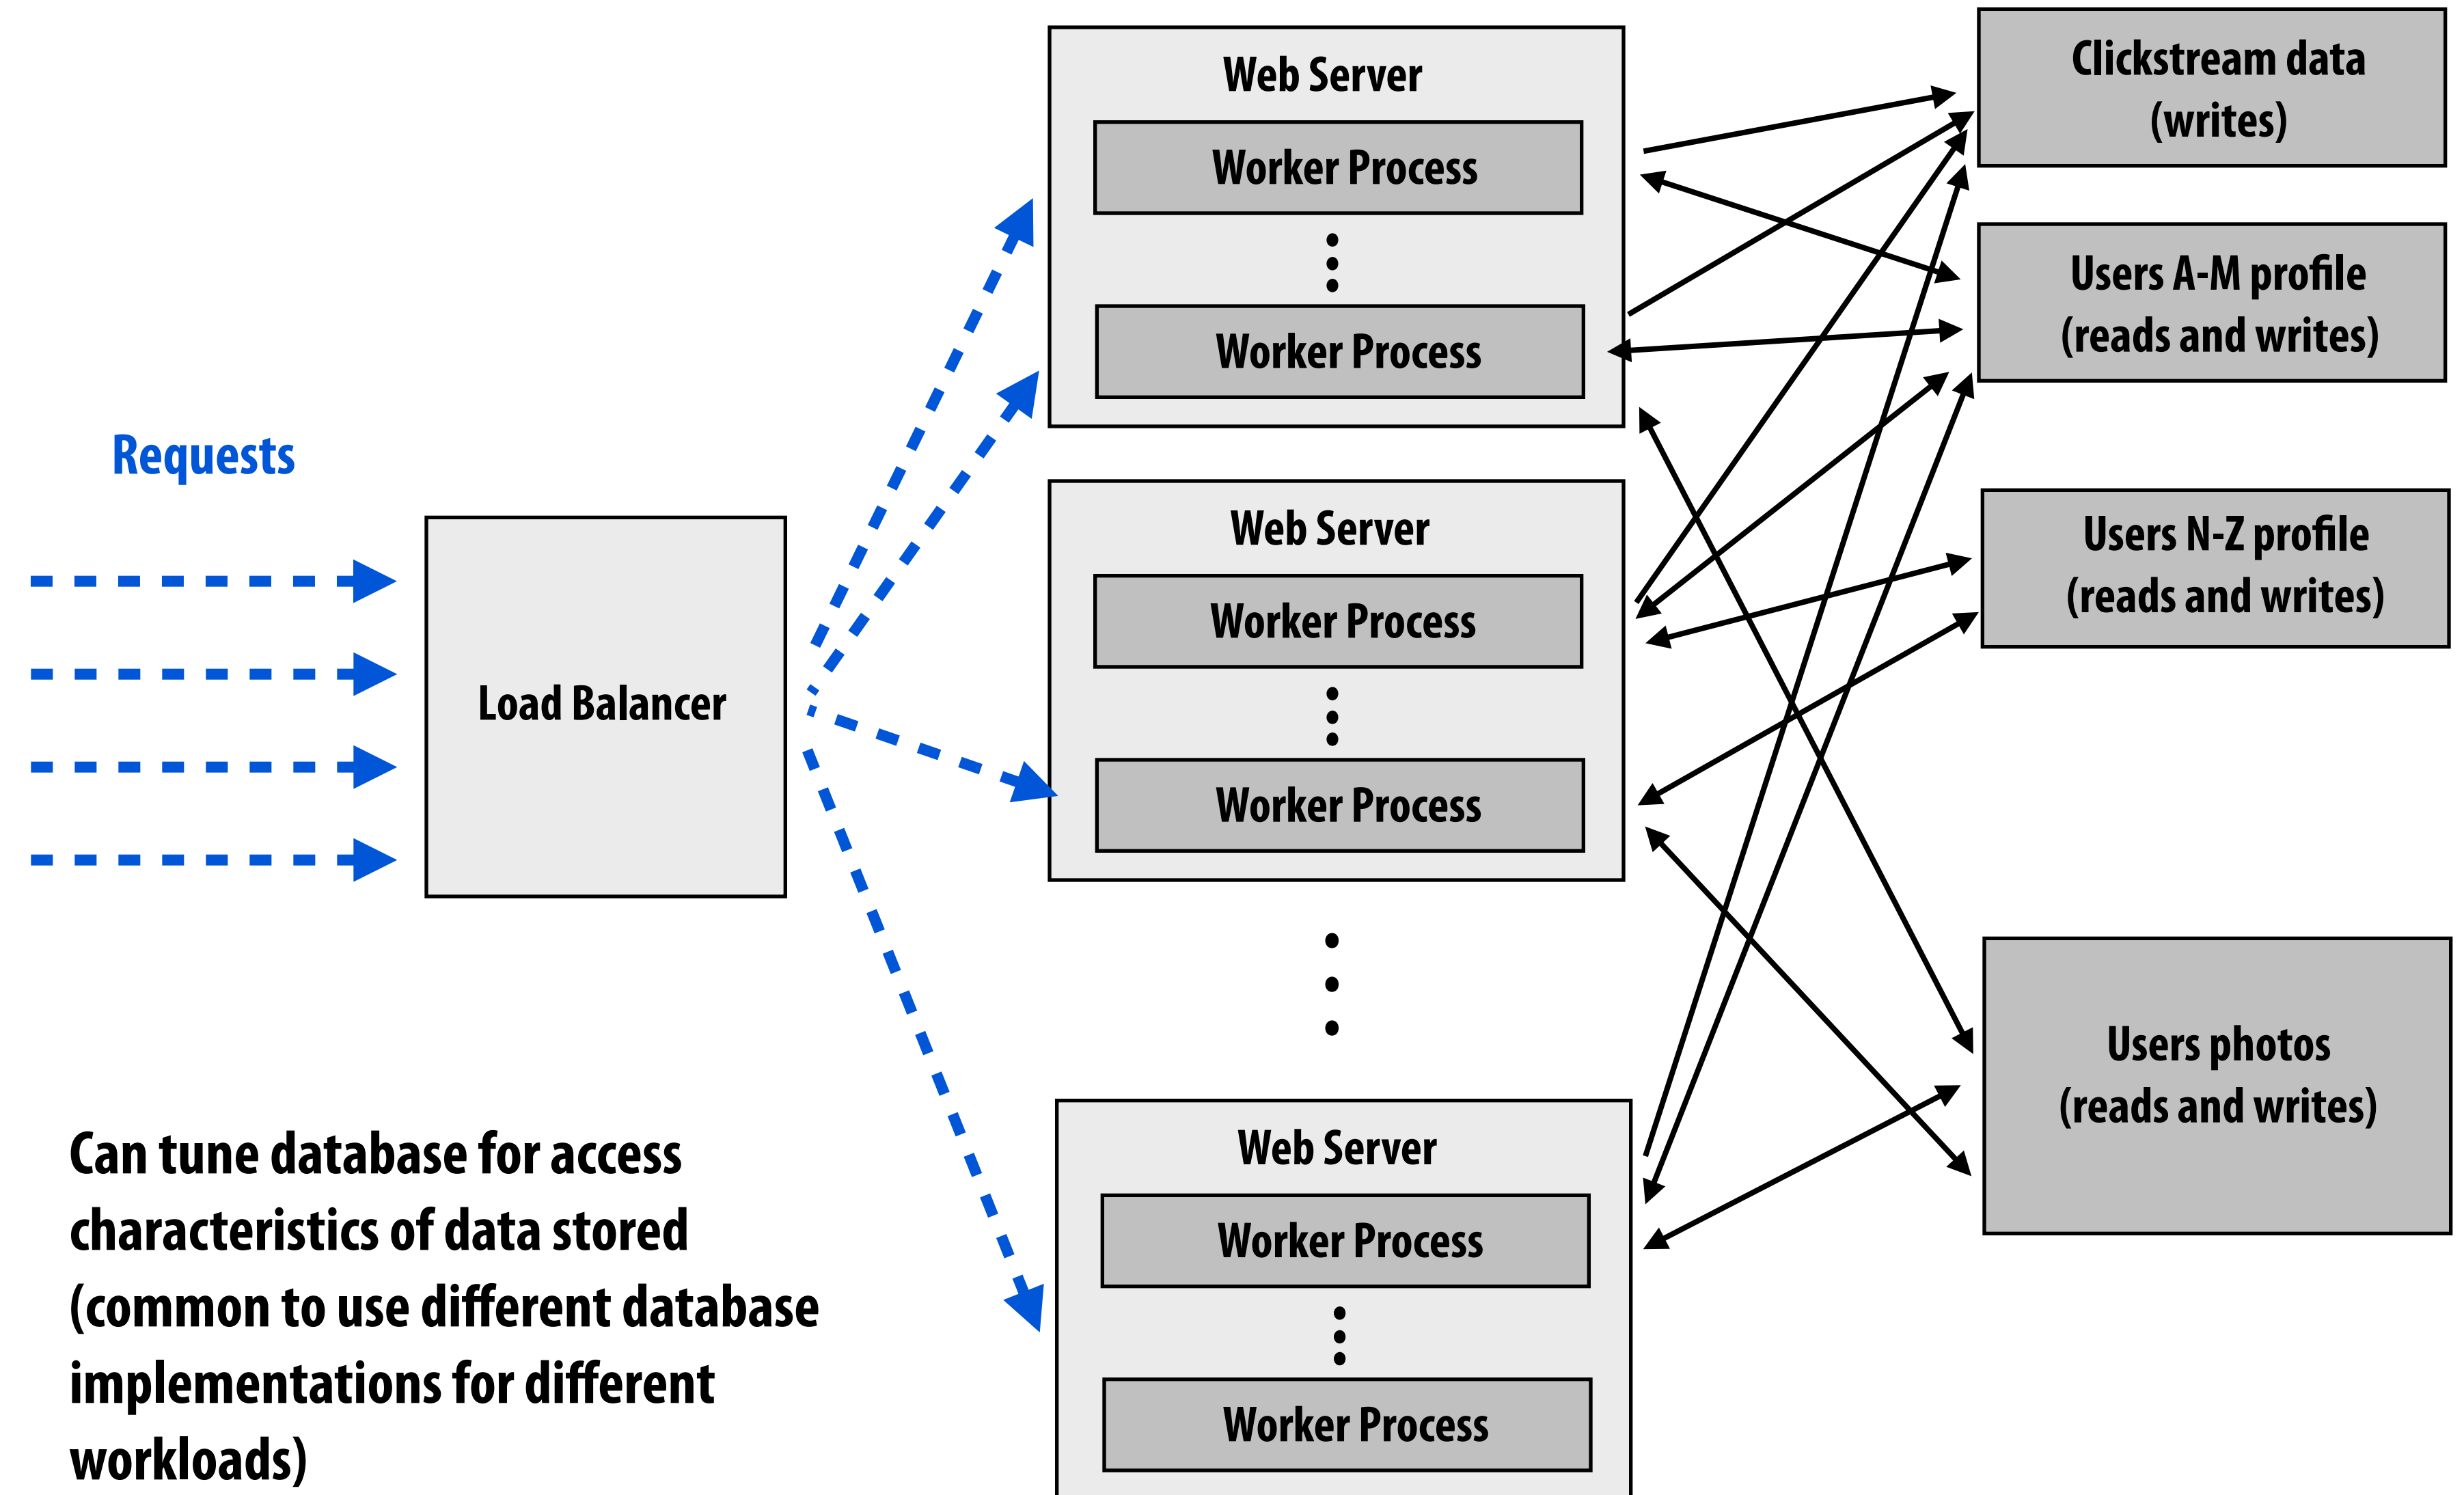 Requests
Load Balancer
Web Server
Worker Process
Worker Process
Web Server
Worker Process
Worker Process
Web Server
Worker Process
Worker Process
Clickstream data
(writes)
Users A-M profile
(reads and writes)
Users N-Z profile
(reads and writes)
Users photos
(reads and writes)
Can tune database for access
characteristics of data stored
(common to use different database
implementations for different
workloads)